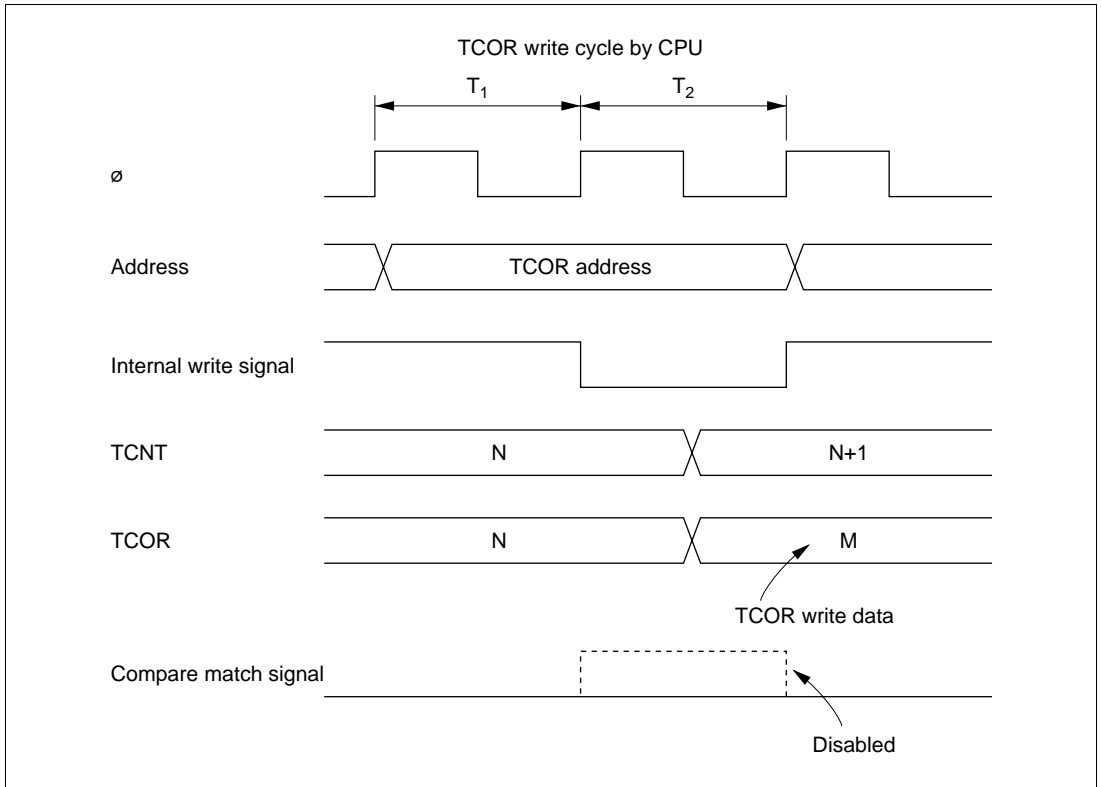 TCOR write cycle by CPU
T1 T2
ø
Address TCOR address
Internal write signal
TCNT N N+1
TCOR N M
TCOR write data
Compare match signal
Disabled